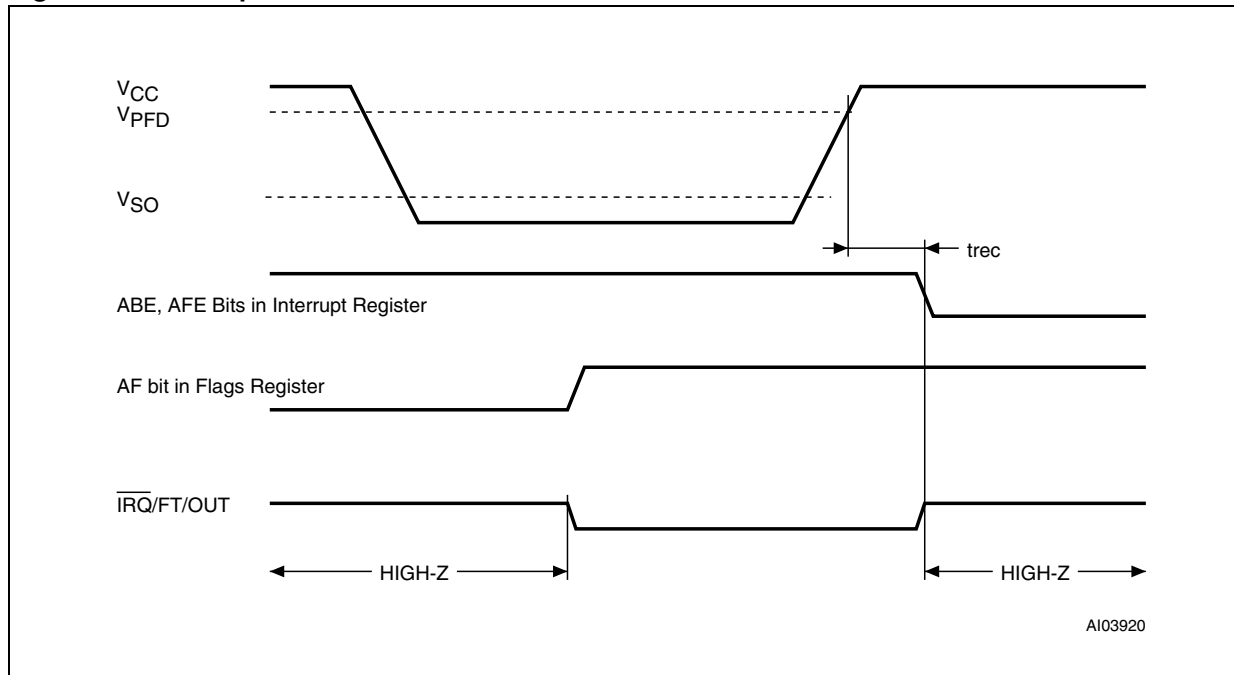 VCC
VPFD
VSO
trec
ABE, AFE Bits in Interrupt Register
AF bit in Flags Register
IRQ/FT/OUT
HIGH-Z
HIGH-Z
AI03920